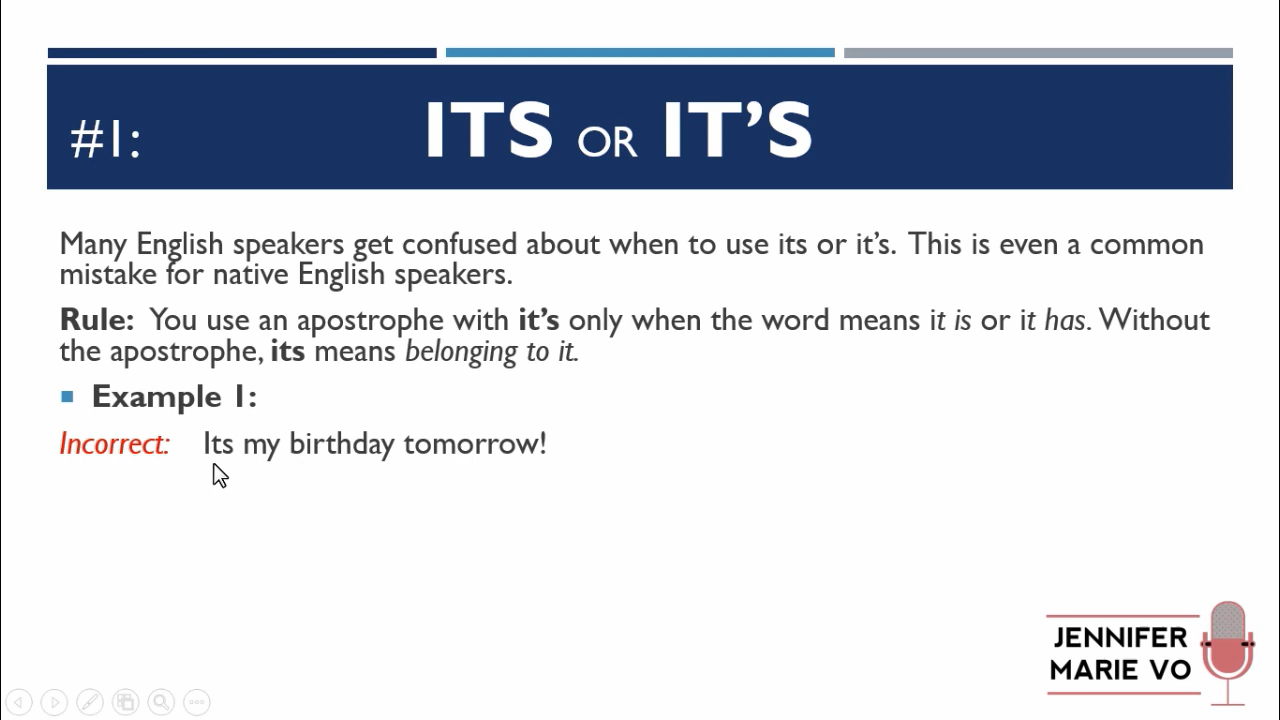 #1:
ITS OR IT'S
Many English speakers get confused about when to use its or it's. This is even a common
mistake for native English speakers.
Rule: You use an apostrophe with it's only when the word means it is or it has. Without
the apostrophe, its means belonging to it.
Example 1:
Incorrect: Its my birthday tomorrow!
JENNIFER
MARIE VO